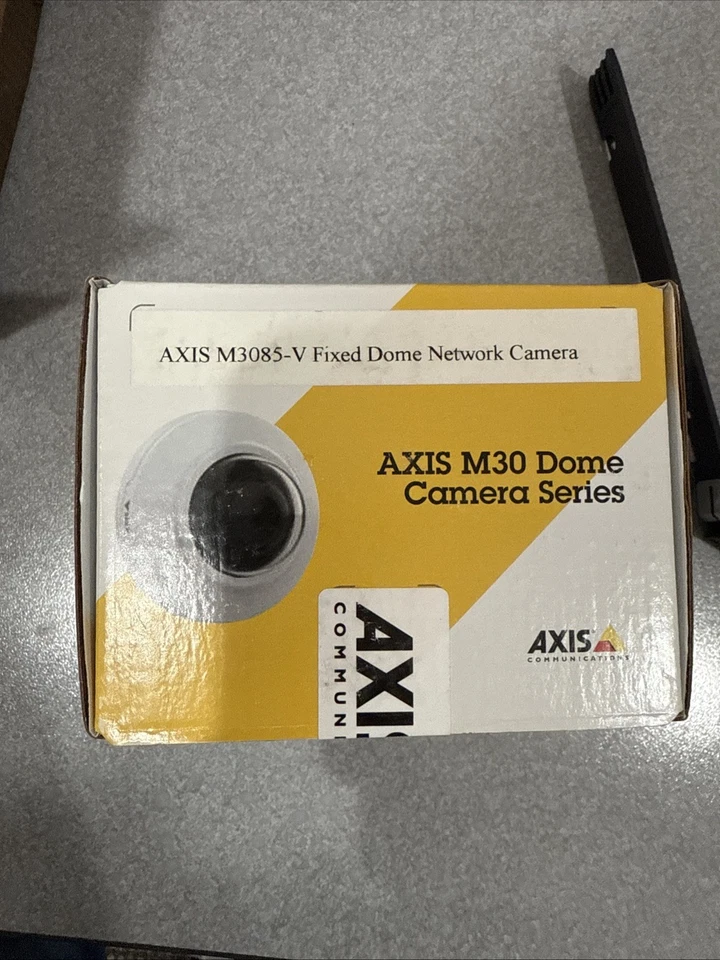 AXIS M3085-V Fixed Dome Network Camera
AXIS M30 Dome
Camera Series
AXIS
COMMUNICATIONS
AXIS
COMMUN